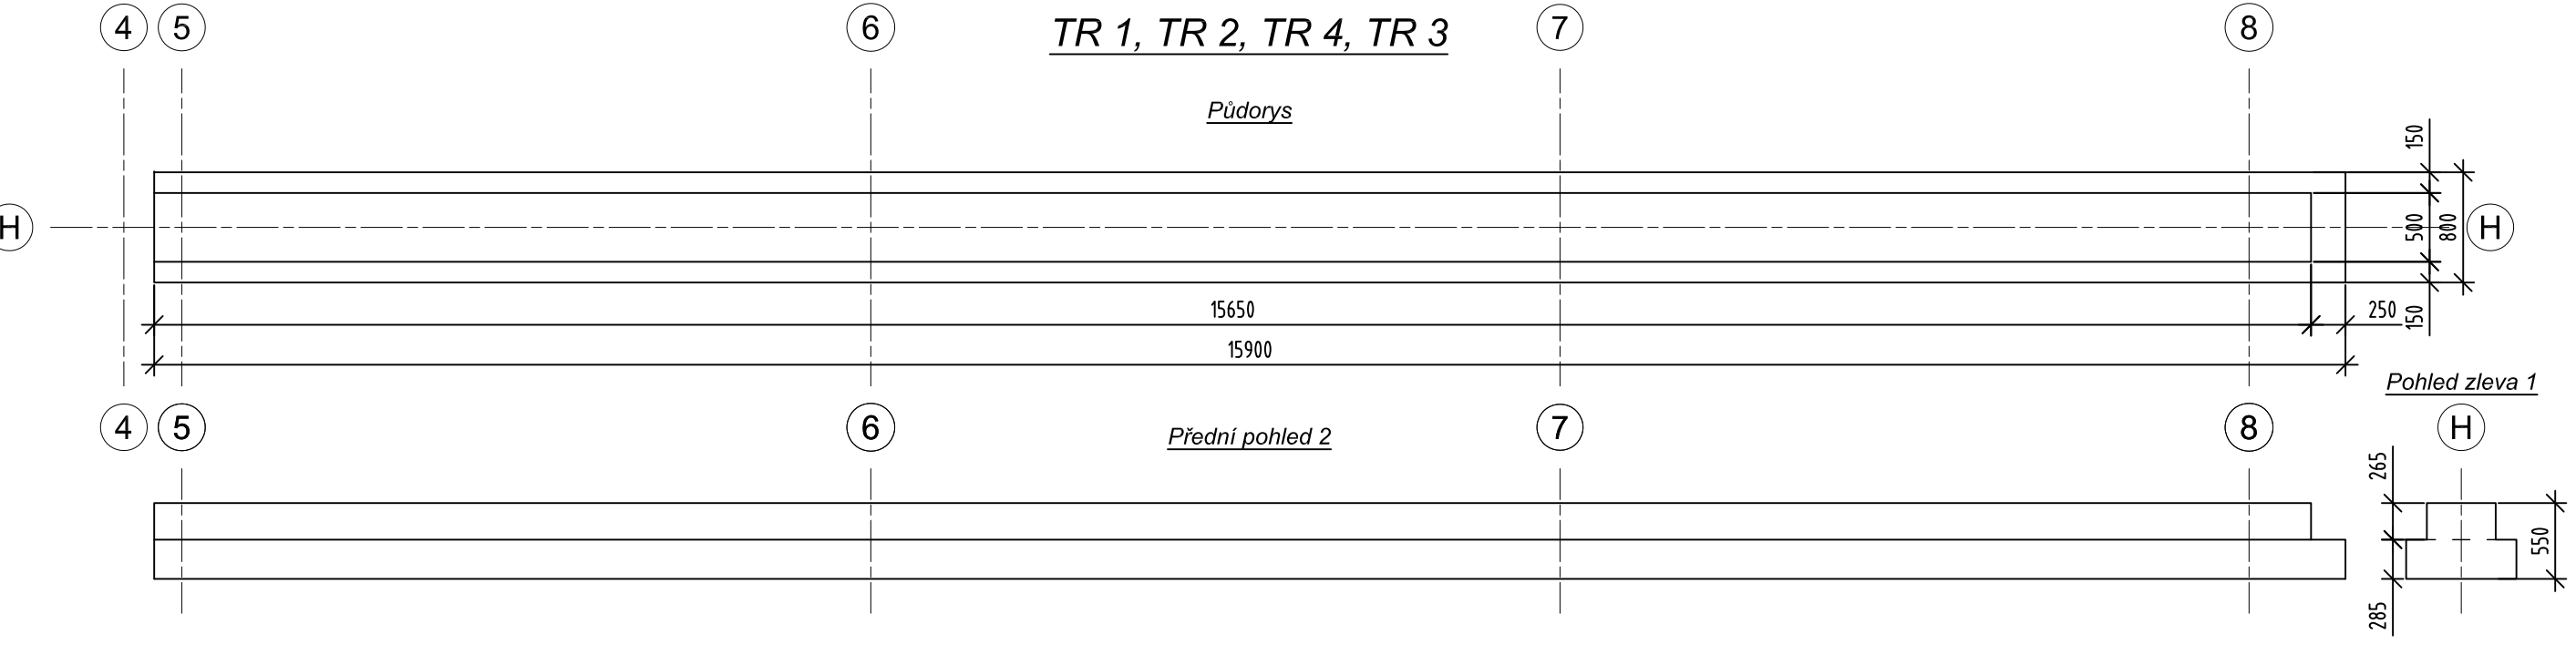 4 5 6 TR 1, TR 2, TR 4, TR 3 7 8
Půdorys
150
H 500 800 H
15650 250 150
15900
Pohled zleva 1
4 5 6 Přední pohled 2 7 8 H
265
550
285